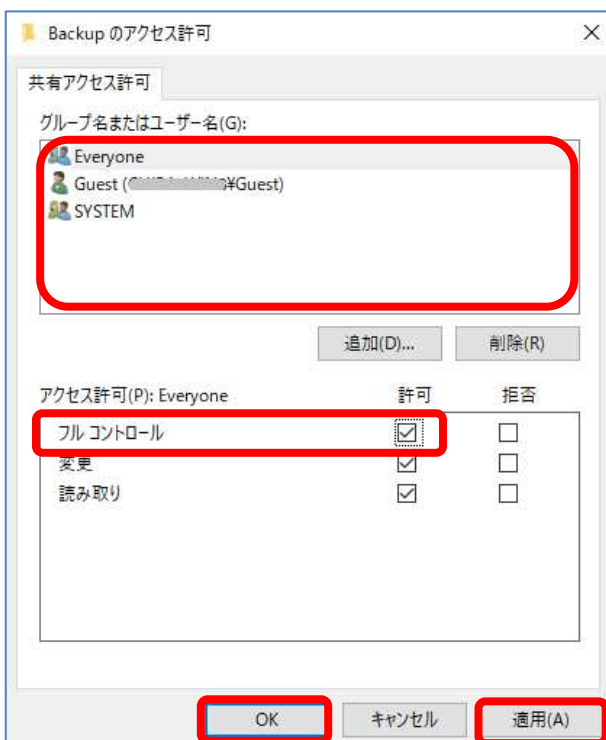 Backup のアクセス許可
共有アクセス許可
グループ名またはユーザー名(G):
Everyone
Guest (¥Guest)
SYSTEM
追加(D)...
削除(R)
アクセス許可(P): Everyone 許可 拒否
フル コントロール
変更
読み取り
OK
キャンセル
適用(A)